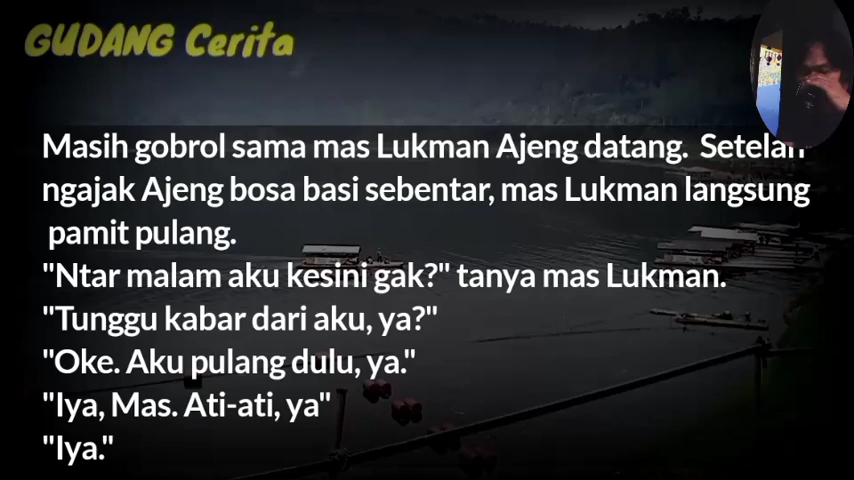 GUDANG Cerita
Masih gobrol sama mas Lukman Ajeng datang. Setelah
ngajak Ajeng bosa basi sebentar, mas Lukman langsung
pamit pulang.
"Ntar malam aku kesini gak?" tanya mas Lukman.
"Tunggu kabar dari aku, ya?"
"Oke. Aku pulang dulu, ya."
"Iya, Mas. Ati-ati, ya"
"Iya."